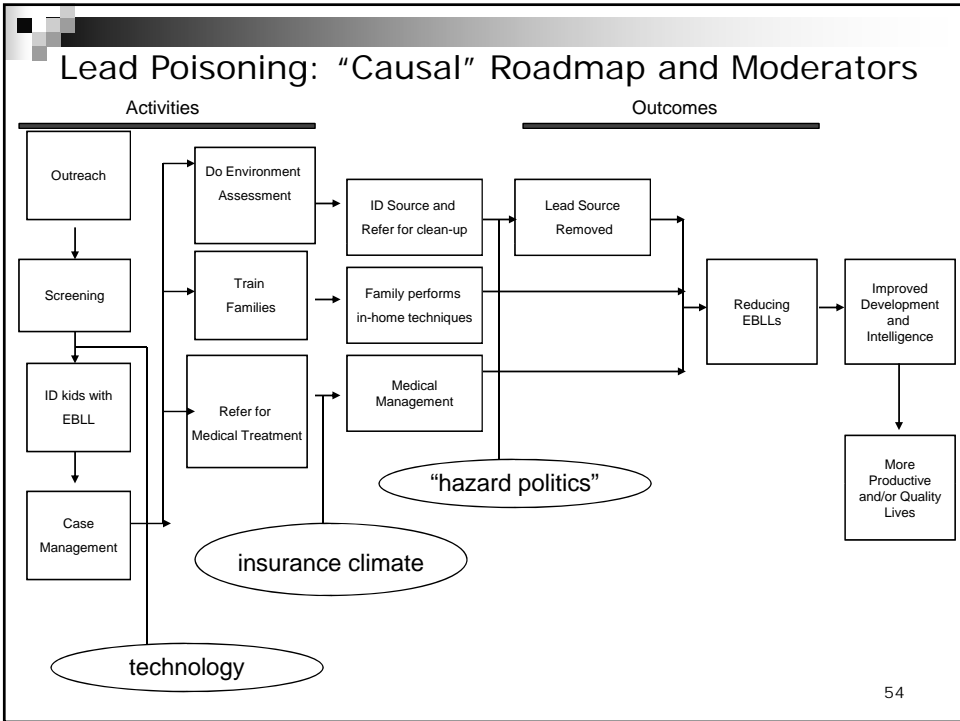 Lead Poisoning: "Causal" Roadmap and Moderators
Activities
Outcomes
Outreach
Screening
ID kids with
EBLL
Case
Management
Do Environment
Assessment
Train
Families
Refer for
Medical Treatment
ID Source and
Refer for clean-up
Family performs
in-home techniques
Medical
Management
Lead Source
Removed
Reducing
EBLLs
Improved
Development
and
Intelligence
More
Productive
and/or Quality
Lives
“hazard politics”
insurance climate
technology
54